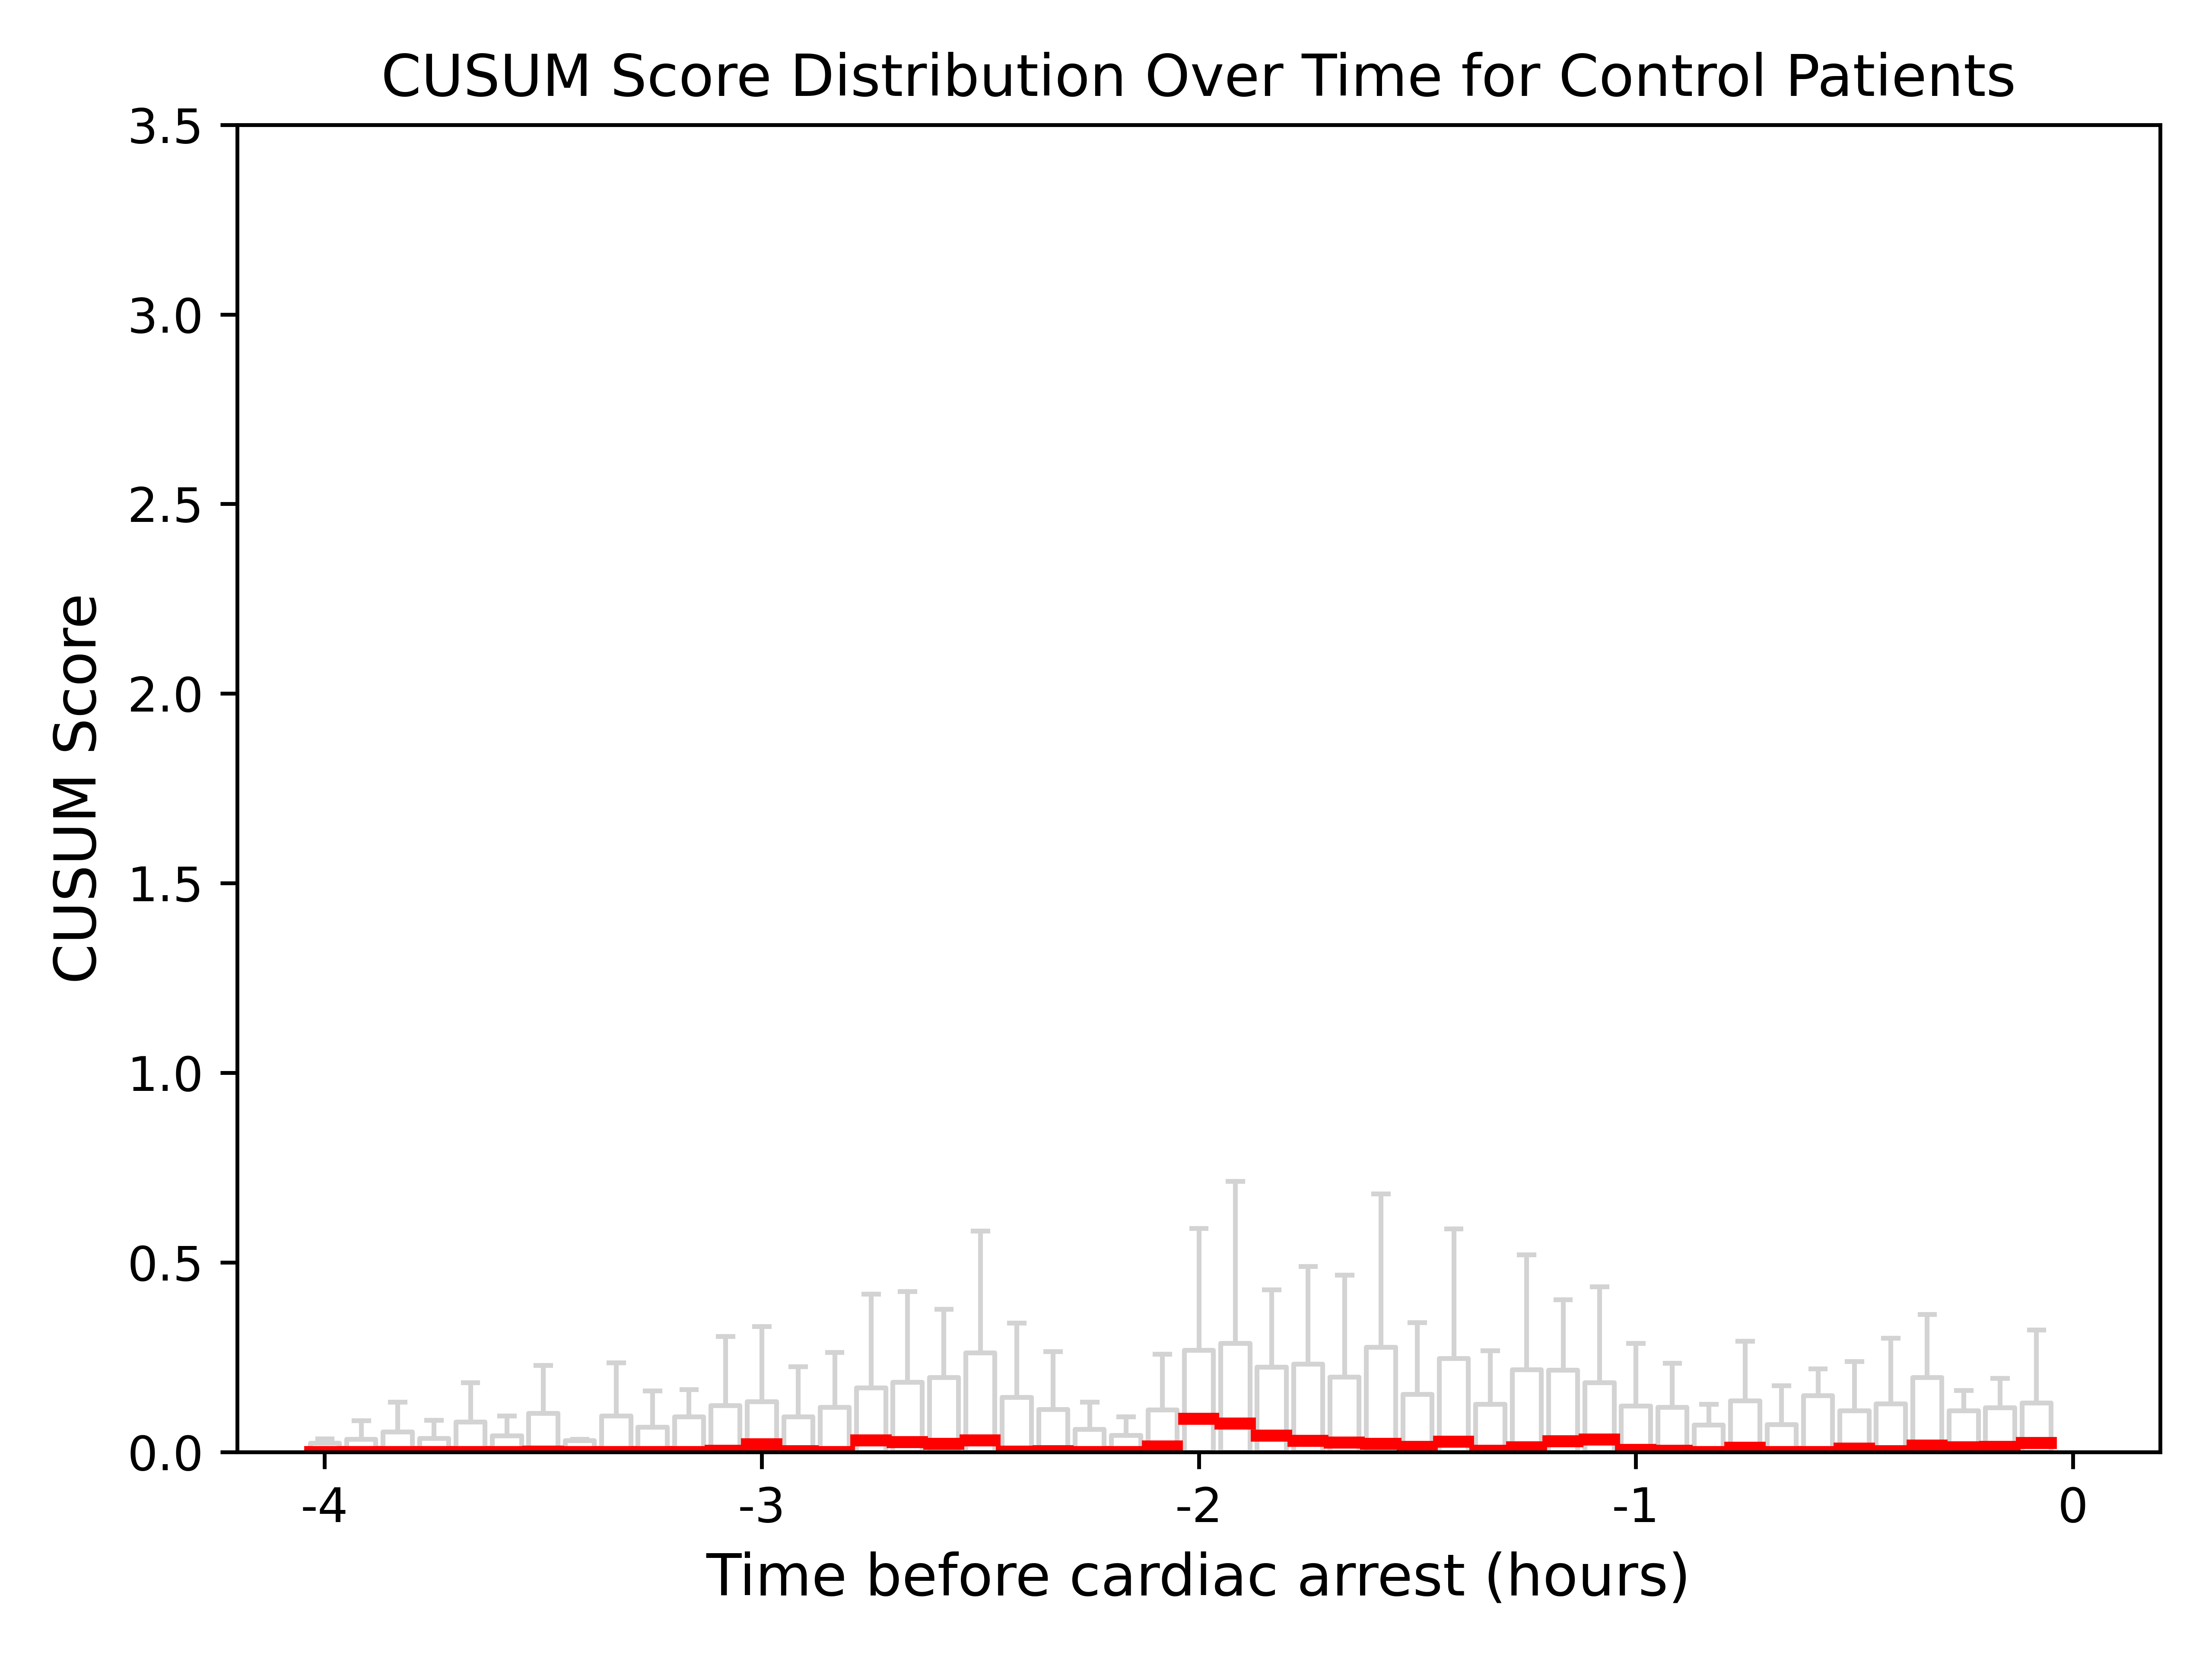 CUSUM Score Distribution Over Time for Control Patients
3.5
3.0
2.5
2.0
1.5
1.0
0.5
0.0
CUSUM Score
-4 -3 -2 -1 0
Time before cardiac arrest (hours)